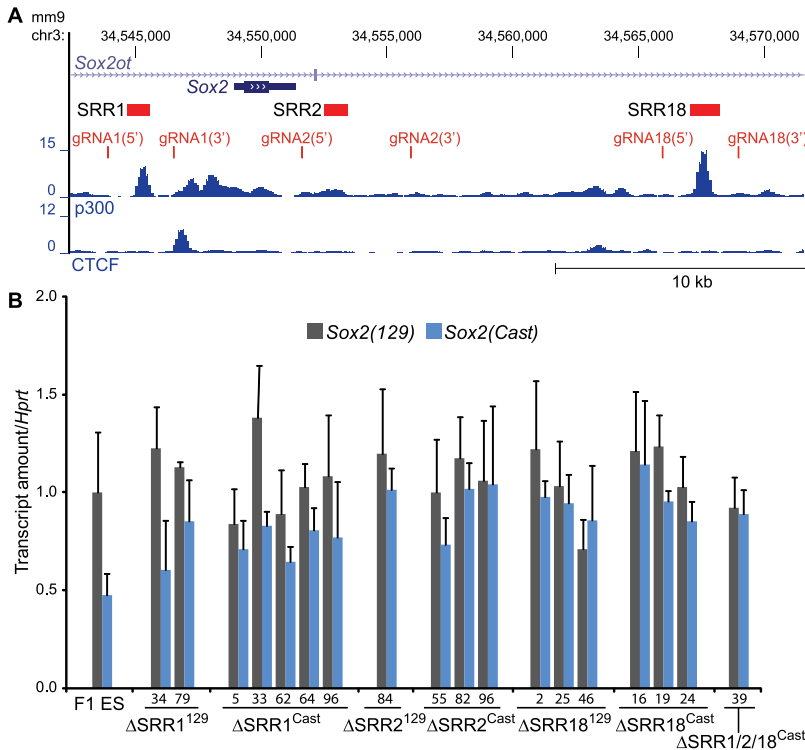 A
mm9
chr3:
34,545,000 34,550,000 34,555,000 34,560,000 34,565,000 34,570,000
Sox2ot
Sox2
SRR1 SRR2 SRR18
gRNA1(5’) gRNA1(3’) gRNA2(5’) gRNA2(3’) gRNA18(5’) gRNA18(3’)
15
0
p300
12
0
CTCF
10 kb
B
Transcript amount/Hprt
2.0
1.5
1.0
0.5
0.0
Sox2(129) Sox2(Cast)
F1 ES 34 79 5 33 62 64 96 84 55 82 96 2 25 46 16 19 24 39
ΔSRR1129 ΔSRR1Cast ΔSRR2129 ΔSRR2Cast ΔSRR18129 ΔSRR18Cast
ΔSRR1/2/18Cast